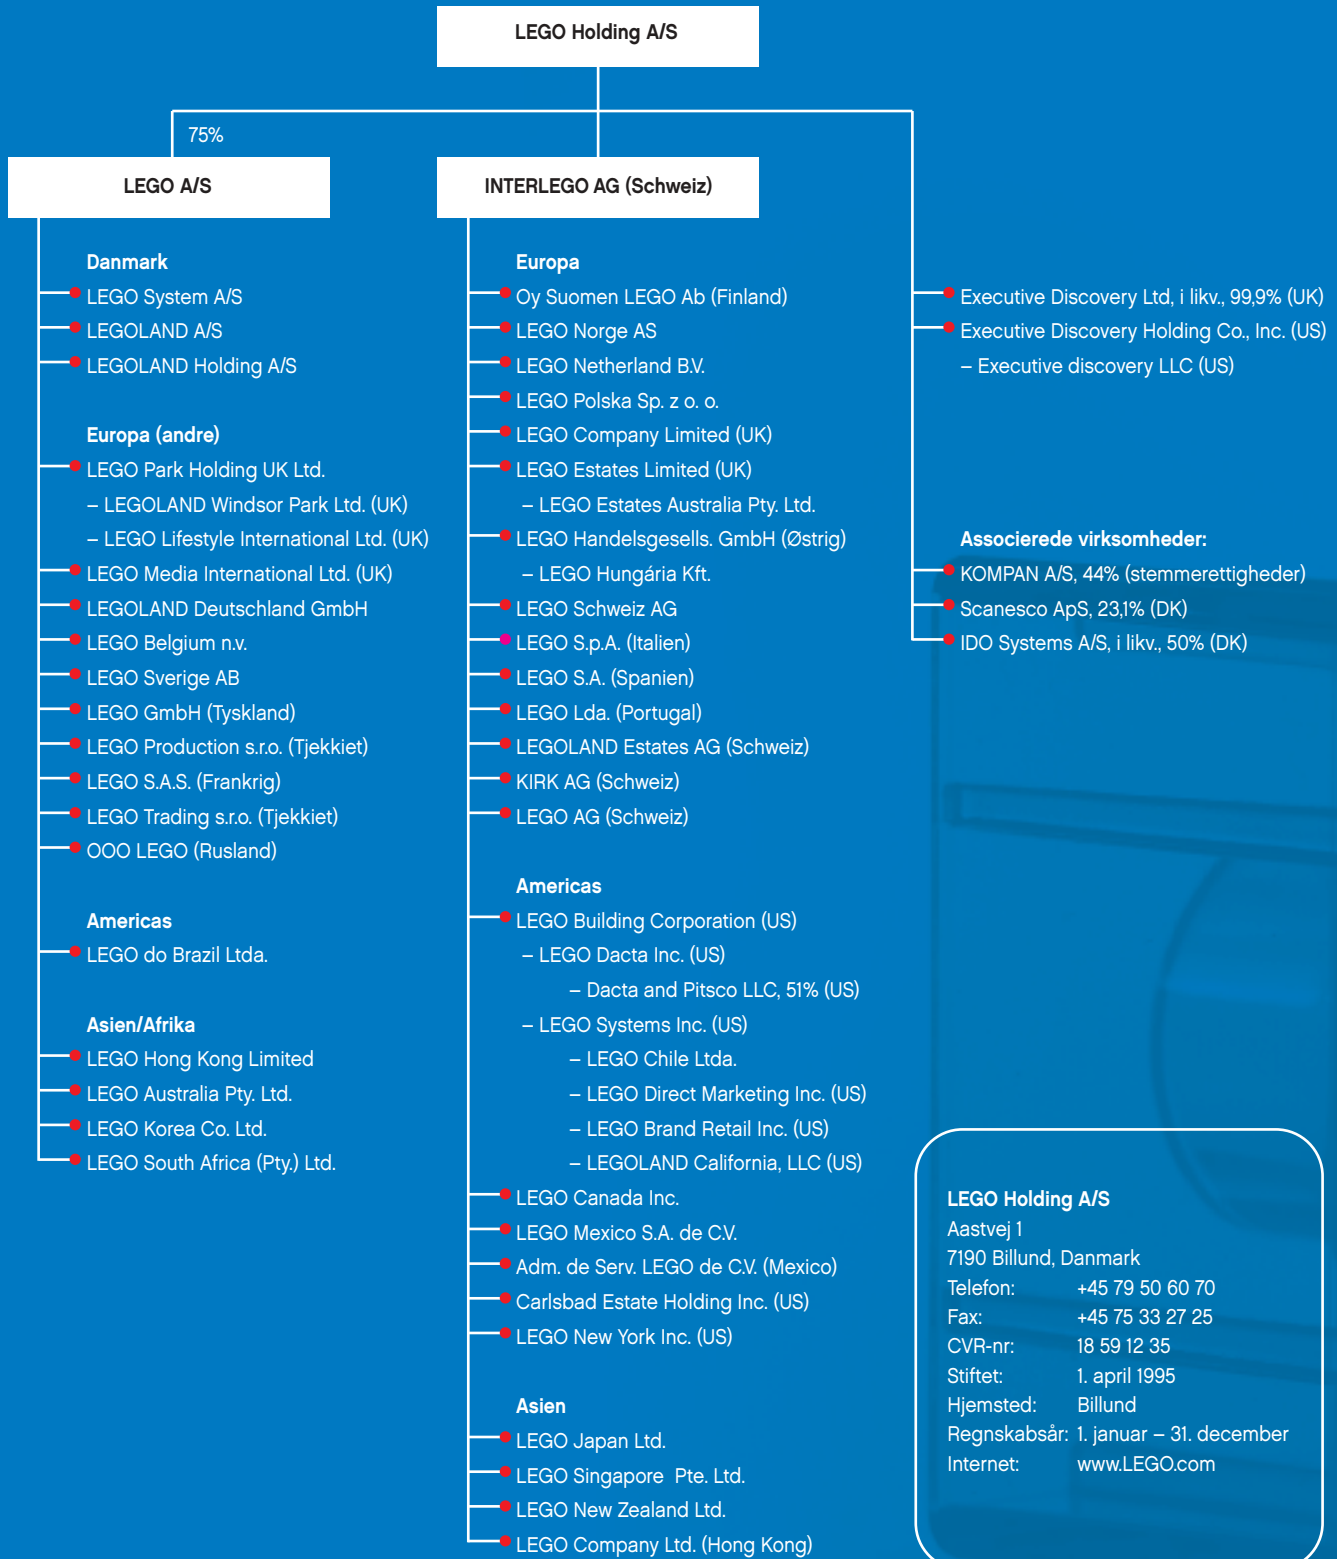 LEGO Holding A/S
75%
LEGO A/S
Danmark
LEGO System A/S
LEGOLAND A/S
LEGOLAND Holding A/S
Europa (andre)
LEGO Park Holding UK Ltd.
– LEGOLAND Windsor Park Ltd. (UK)
– LEGO Lifestyle International Ltd. (UK)
LEGO Media International Ltd. (UK)
LEGOLAND Deutschland GmbH
LEGO Belgium n.v.
LEGO Sverige AB
LEGO GmbH (Tyskland)
LEGO Production s.r.o. (Tjekkiet)
LEGO S.A.S. (Frankrig)
LEGO Trading s.r.o. (Tjekkiet)
OOO LEGO (Rusland)
Americas
LEGO do Brazil Ltda.
Asien/Afrika
LEGO Hong Kong Limited
LEGO Australia Pty. Ltd.
LEGO Korea Co. Ltd.
LEGO South Africa (Pty.) Ltd.
INTERLEGO AG (Schweiz)
Europa
Oy Suomen LEGO Ab (Finland)
LEGO Norge AS
LEGO Netherland B.V.
LEGO Polska Sp. z o. o.
LEGO Company Limited (UK)
LEGO Estates Limited (UK)
– LEGO Estates Australia Pty. Ltd.
LEGO Handelsgesells. GmbH (Østrig)
– LEGO Hungária Kft.
LEGO Schweiz AG
LEGO S.p.A. (Italien)
LEGO S.A. (Spanien)
LEGO Lda. (Portugal)
LEGOLAND Estates AG (Schweiz)
KIRK AG (Schweiz)
LEGO AG (Schweiz)
Americas
LEGO Building Corporation (US)
– LEGO Dacta Inc. (US)
– Dacta and Pitsco LLC, 51% (US)
– LEGO Systems Inc. (US)
– LEGO Chile Ltda.
– LEGO Direct Marketing Inc. (US)
– LEGO Brand Retail Inc. (US)
– LEGOLAND California, LLC (US)
LEGO Canada Inc.
LEGO Mexico S.A. de C.V.
Adm. de Serv. LEGO de C.V. (Mexico)
Carlsbad Estate Holding Inc. (US)
LEGO New York Inc. (US)
Asien
LEGO Japan Ltd.
LEGO Singapore Pte. Ltd.
LEGO New Zealand Ltd.
LEGO Company Ltd. (Hong Kong)
Executive Discovery Ltd, i likv., 99,9% (UK)
Executive Discovery Holding Co., Inc. (US)
– Executive discovery LLC (US)
Associerede virksomheder:
KOMPAN A/S, 44% (stemmerettigheder)
Scanesco ApS, 23,1% (DK)
IDO Systems A/S, i likv., 50% (DK)
LEGO Holding A/S
Aastvej 1
7190 Billund, Danmark
Telefon: +45 79 50 60 70
Fax: +45 75 33 27 25
CVR-nr: 18 59 12 35
Stiftet: 1. april 1995
Hjemsted: Billund
Regnskabsår: 1. januar – 31. december
Internet: www.LEGO.com